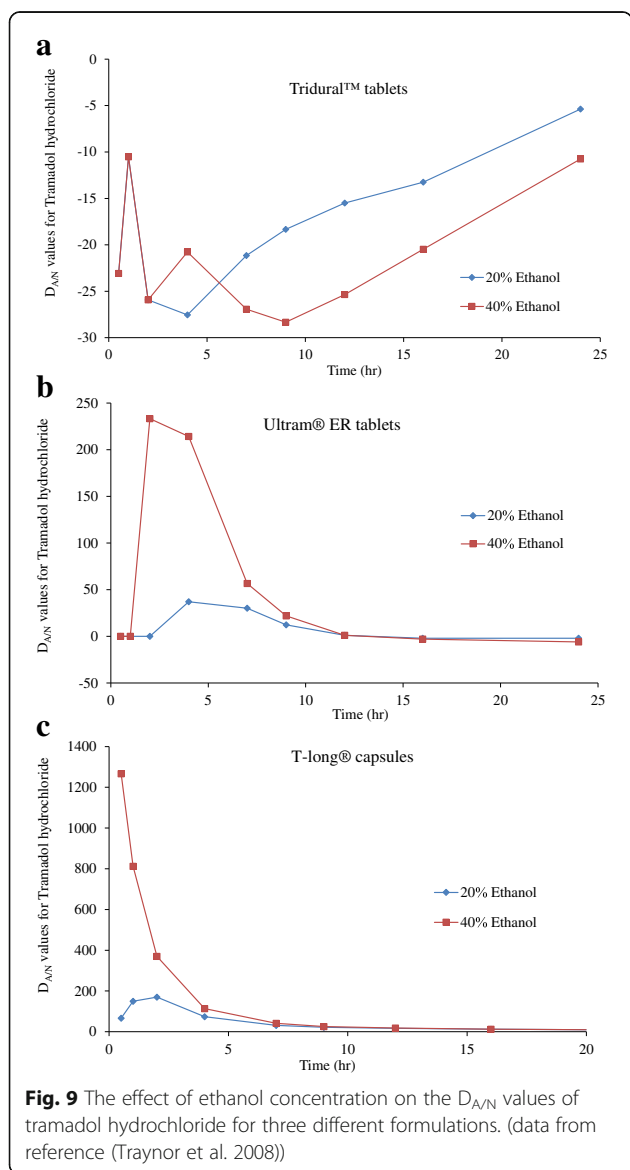 a
Tridural™ tablets
D_A/N values for Tramadol hydrochloride
0
-5
-10
-15
-20
-25
-30
20% Ethanol
40% Ethanol
0 5 10 15 20 25
Time (hr)
b
Ultram® ER tablets
D_A/N values for Tramadol hydrochloride
250
200
150
100
50
0
-50
20% Ethanol
40% Ethanol
0 5 10 15 20 25
Time (hr)
c
T-long® capsules
D_A/N values for Tramadol hydrochloride
1400
1200
1000
800
600
400
200
0
20% Ethanol
40% Ethanol
0 5 10 15 20
Time (hr)
Fig. 9 The effect of ethanol concentration on the D_A/N values of
tramadol hydrochloride for three different formulations. (data from
reference (Traynor et al. 2008))